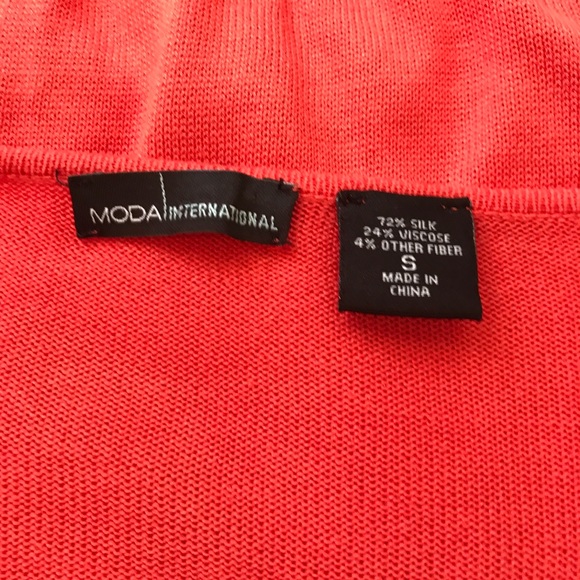 MODA INTERNATIONAL
72% SILK
24% VISCOSE
4% OTHER FIBER
S
MADE IN
CHINA